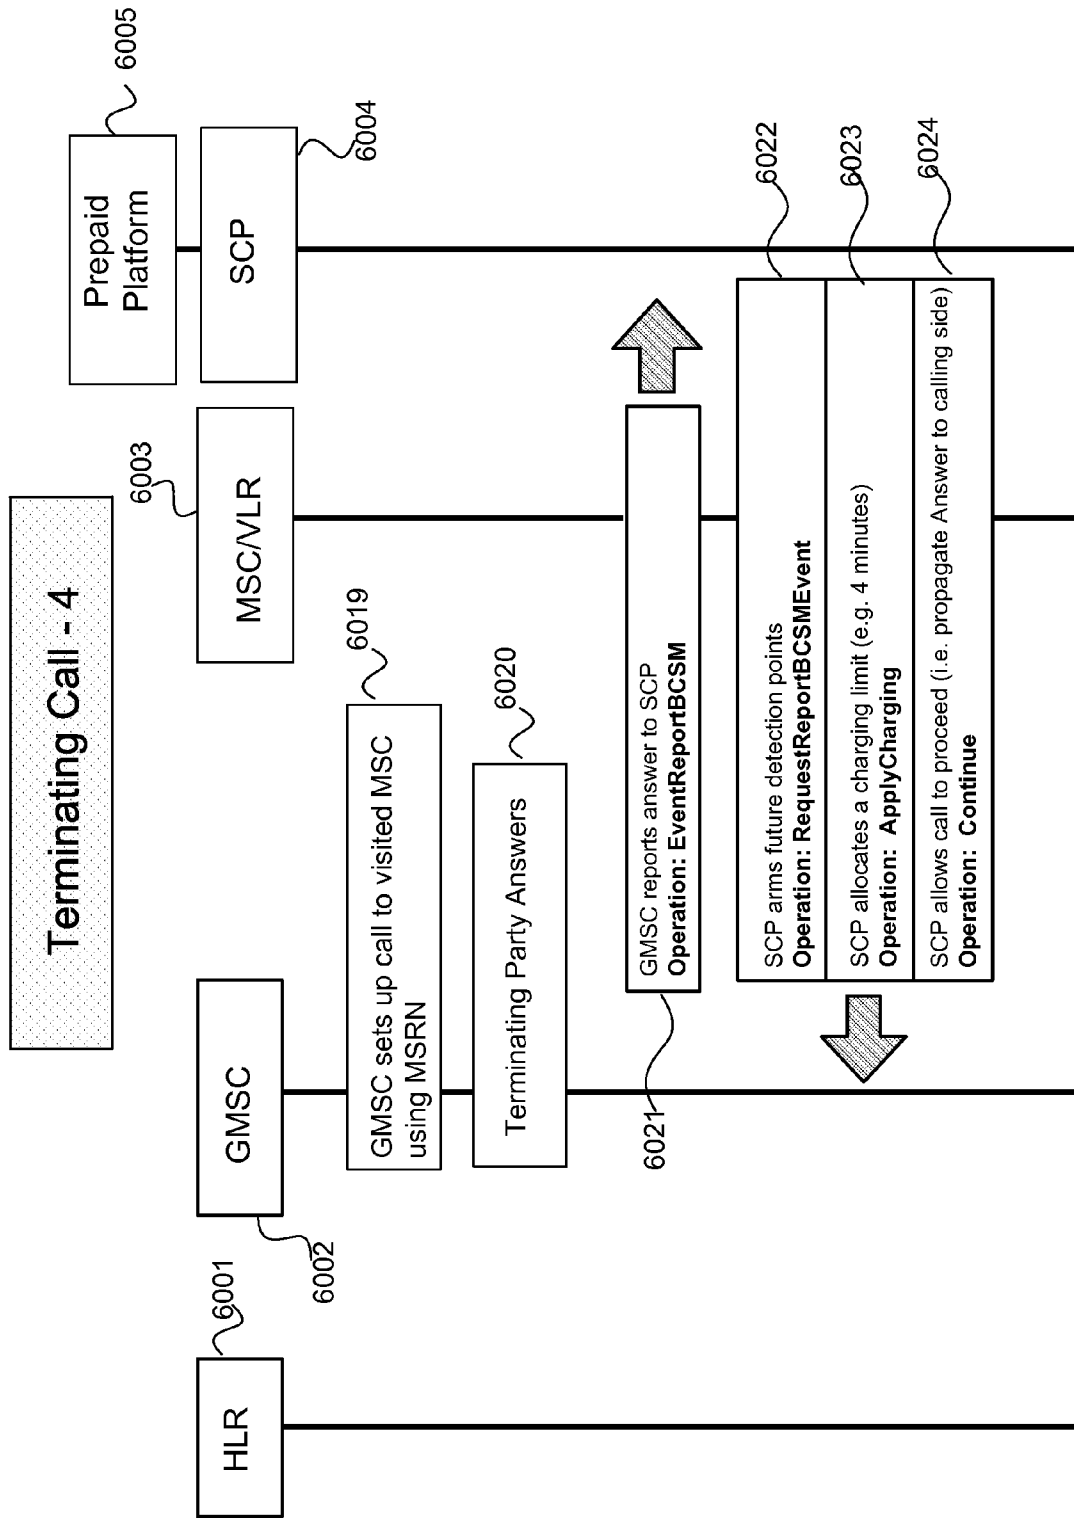 Terminating Call - 4
HLR
6001
GMSC
6002
MSC/VLR
6003
Prepaid
Platform
6005
SCP
6004
GMSC sets up call to visited MSC
using MSRN
6019
Terminating Party Answers
6020
GMSC reports answer to SCP
Operation: EventReportBCSM
6021
SCP arms future detection points
Operation: RequestReportBCSMEvent
6022
SCP allocates a charging limit (e.g. 4 minutes)
Operation: ApplyCharging
6023
SCP allows call to proceed (i.e. propagate Answer to calling side)
Operation: Continue
6024